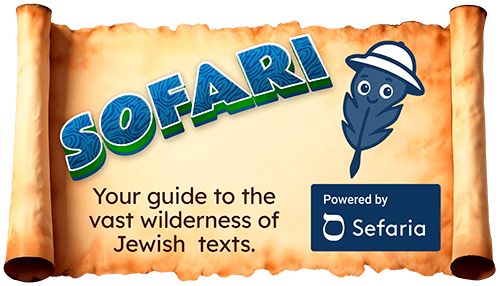 SOFARI
Your guide to the
vast wilderness of
Jewish texts.
Powered by
Sefaria